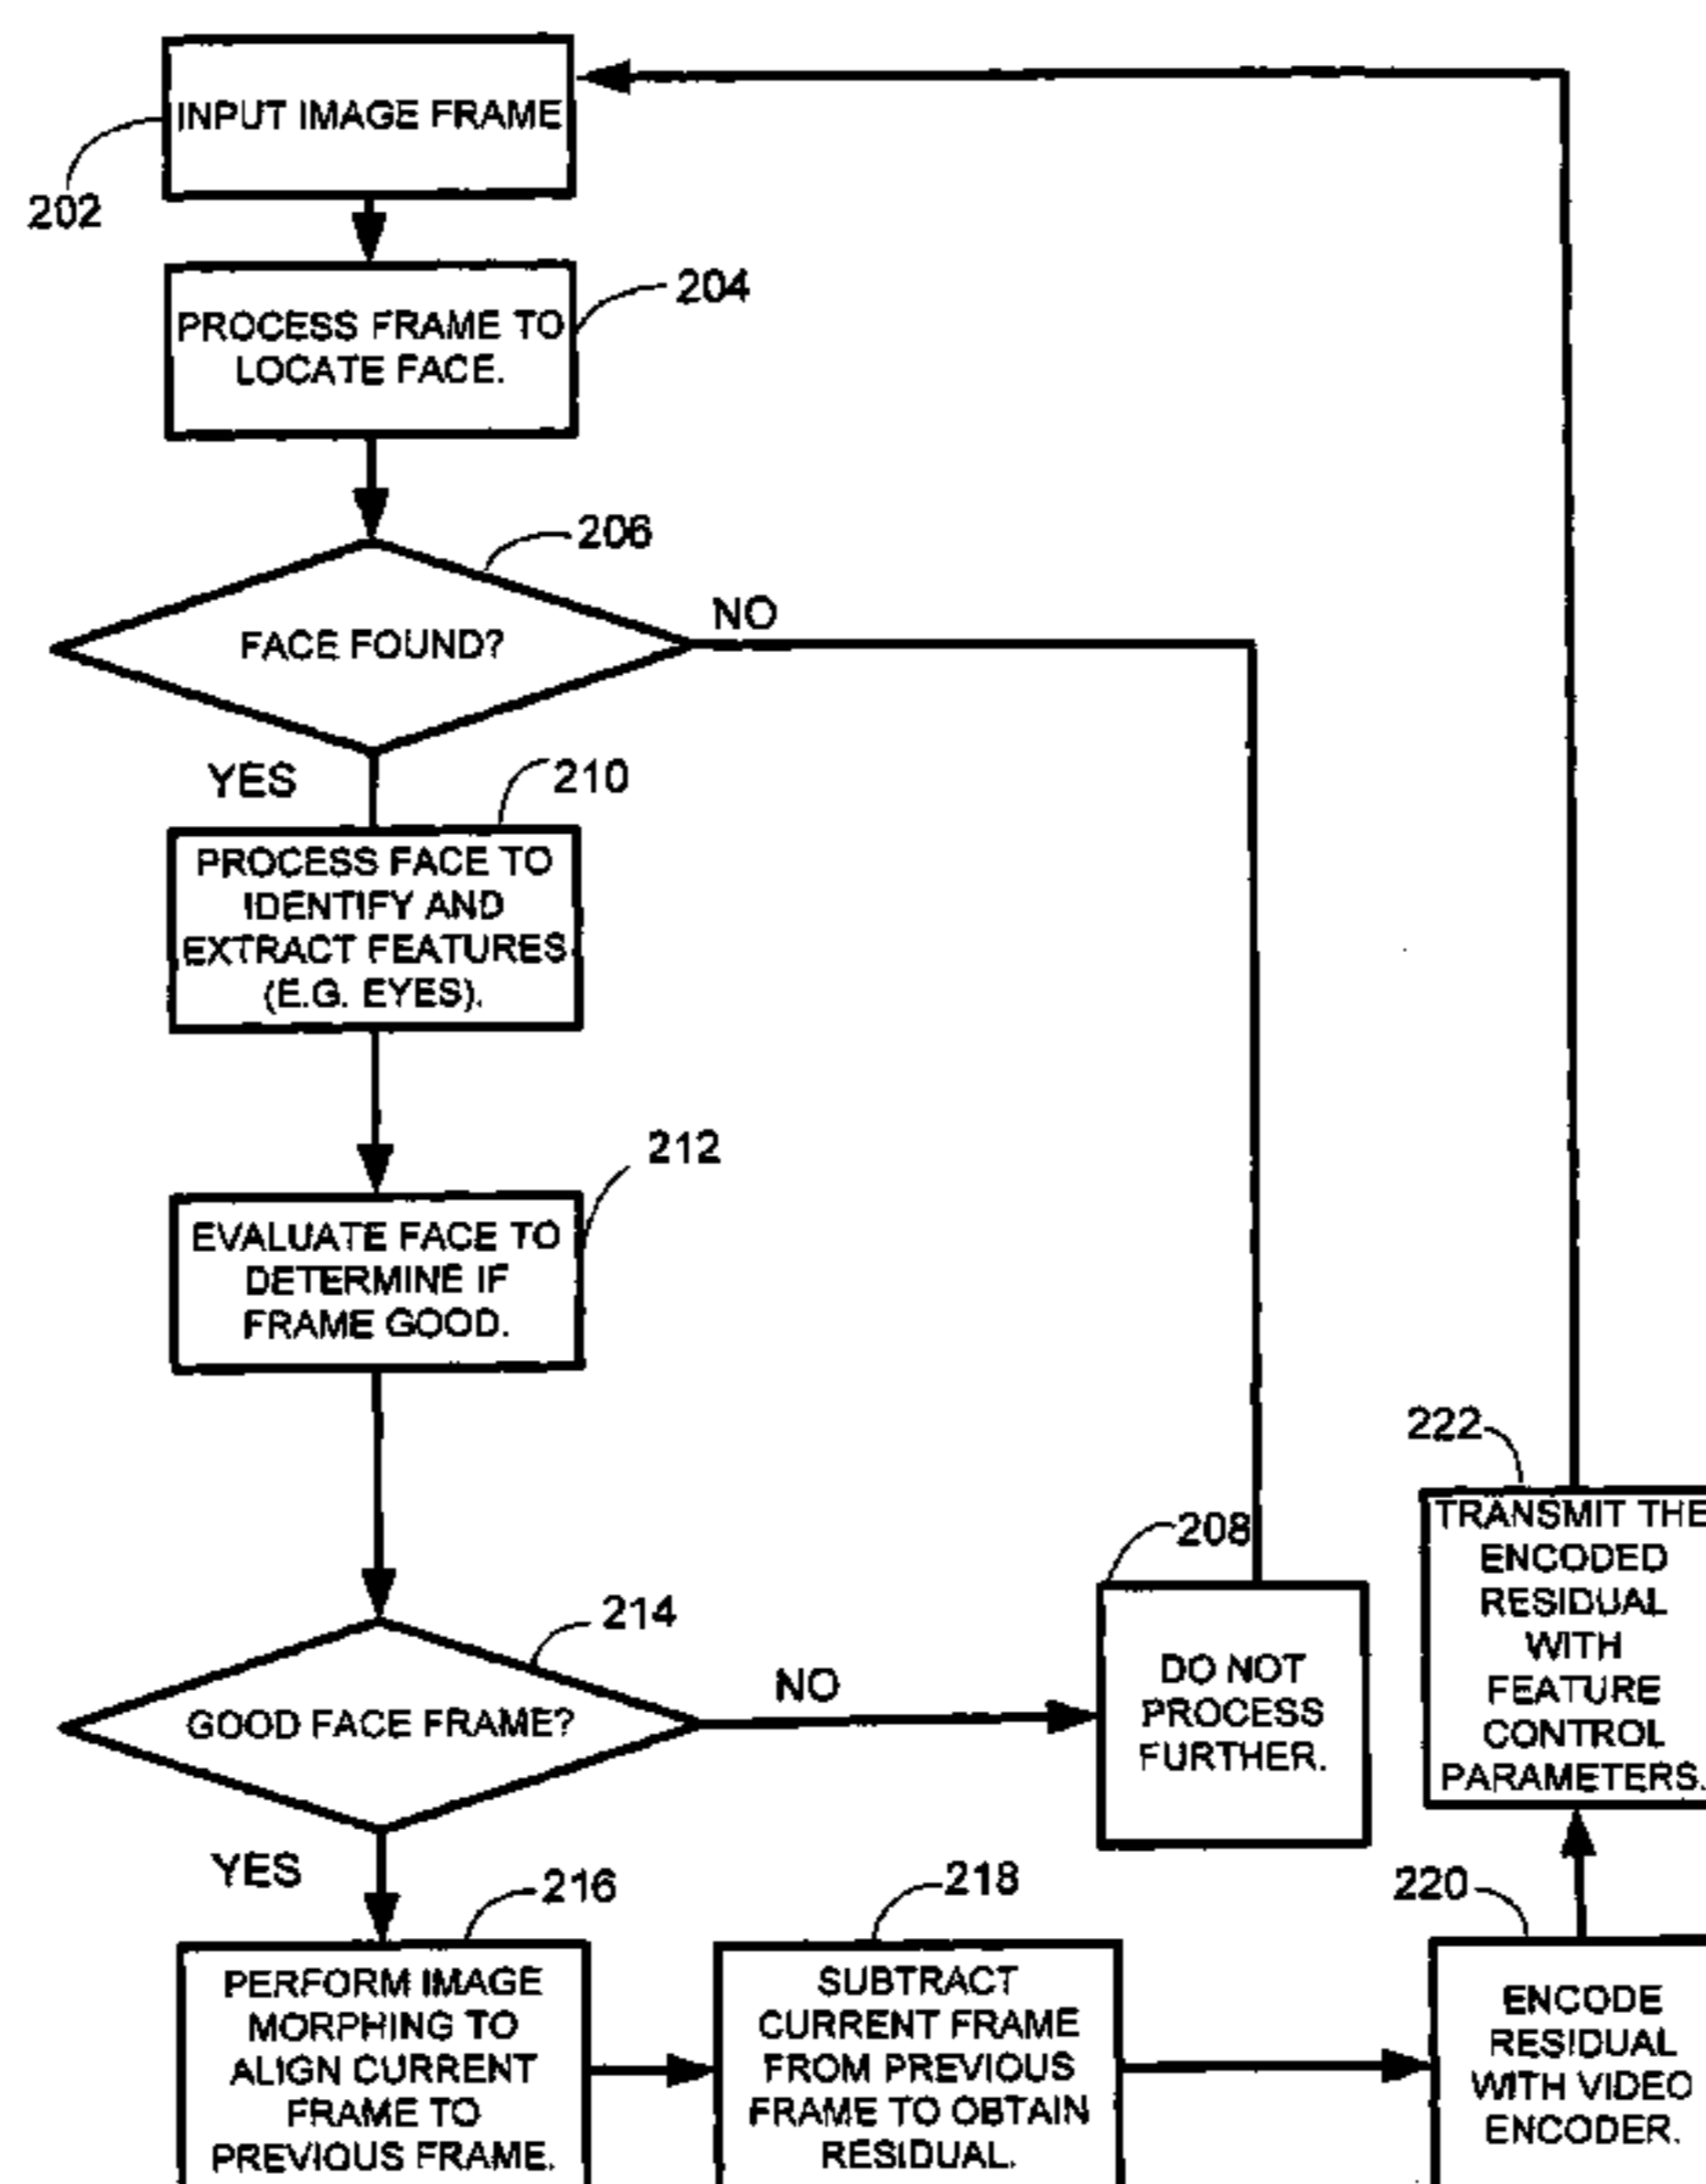 INPUT IMAGE FRAME
202
204
PROCESS FRAME TO
LOCATE FACE.
206
FACE FOUND?
NO
YES
210
PROCESS FACE TO
IDENTIFY AND
EXTRACT FEATURES
(E.G. EYES).
212
EVALUATE FACE TO
DETERMINE IF
FRAME GOOD.
214
GOOD FACE FRAME?
NO
208
DO NOT
PROCESS
FURTHER.
222
TRANSMIT THE
ENCODED
RESIDUAL
WITH
FEATURE
CONTROL
PARAMETERS.
YES
216
PERFORM IMAGE
MORPHING TO
ALIGN CURRENT
FRAME TO
PREVIOUS FRAME.
218
SUBTRACT
CURRENT FRAME
FROM PREVIOUS
FRAME TO OBTAIN
RESIDUAL.
220
ENCODE
RESIDUAL
WITH VIDEO
ENCODER.